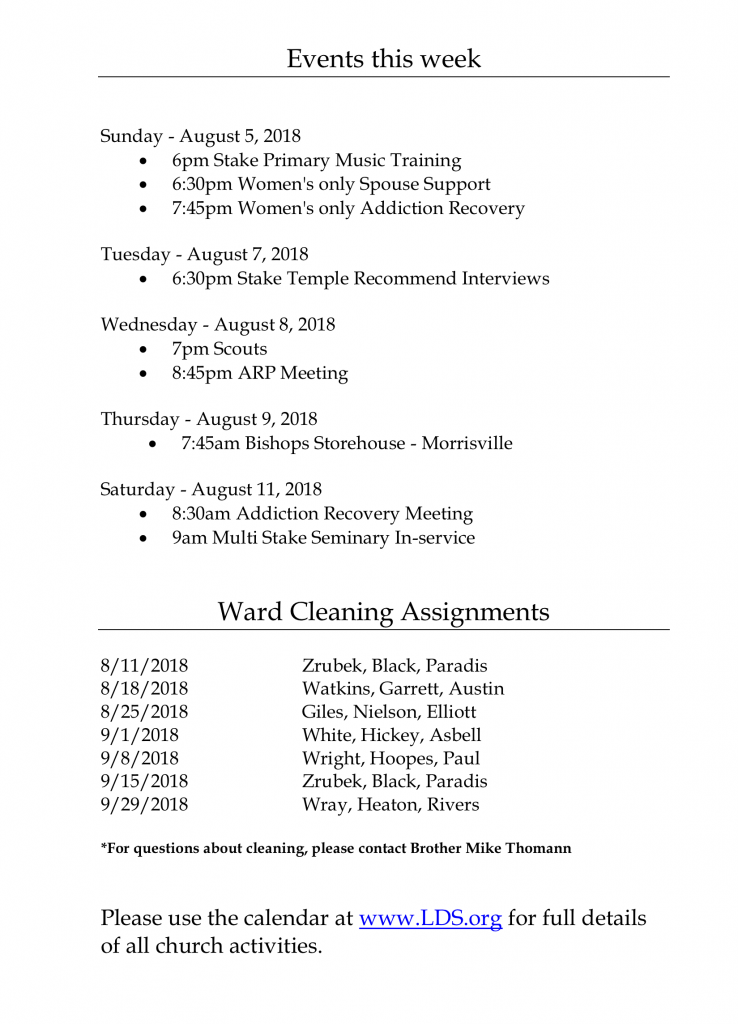 Events this week
Sunday - August 5, 2018
• 6pm Stake Primary Music Training
• 6:30pm Women's only Spouse Support
• 7:45pm Women's only Addiction Recovery
Tuesday - August 7, 2018
• 6:30pm Stake Temple Recommend Interviews
Wednesday - August 8, 2018
• 7pm Scouts
• 8:45pm ARP Meeting
Thursday - August 9, 2018
• 7:45am Bishops Storehouse - Morrisville
Saturday - August 11, 2018
• 8:30am Addiction Recovery Meeting
• 9am Multi Stake Seminary In-service
Ward Cleaning Assignments
8/11/2018 Zrubek, Black, Paradis
8/18/2018 Watkins, Garrett, Austin
8/25/2018 Giles, Nielson, Elliott
9/1/2018 White, Hickey, Asbell
9/8/2018 Wright, Hoopes, Paul
9/15/2018 Zrubek, Black, Paradis
9/29/2018 Wray, Heaton, Rivers
*For questions about cleaning, please contact Brother Mike Thomann
Please use the calendar at www.LDS.org for full details
of all church activities.